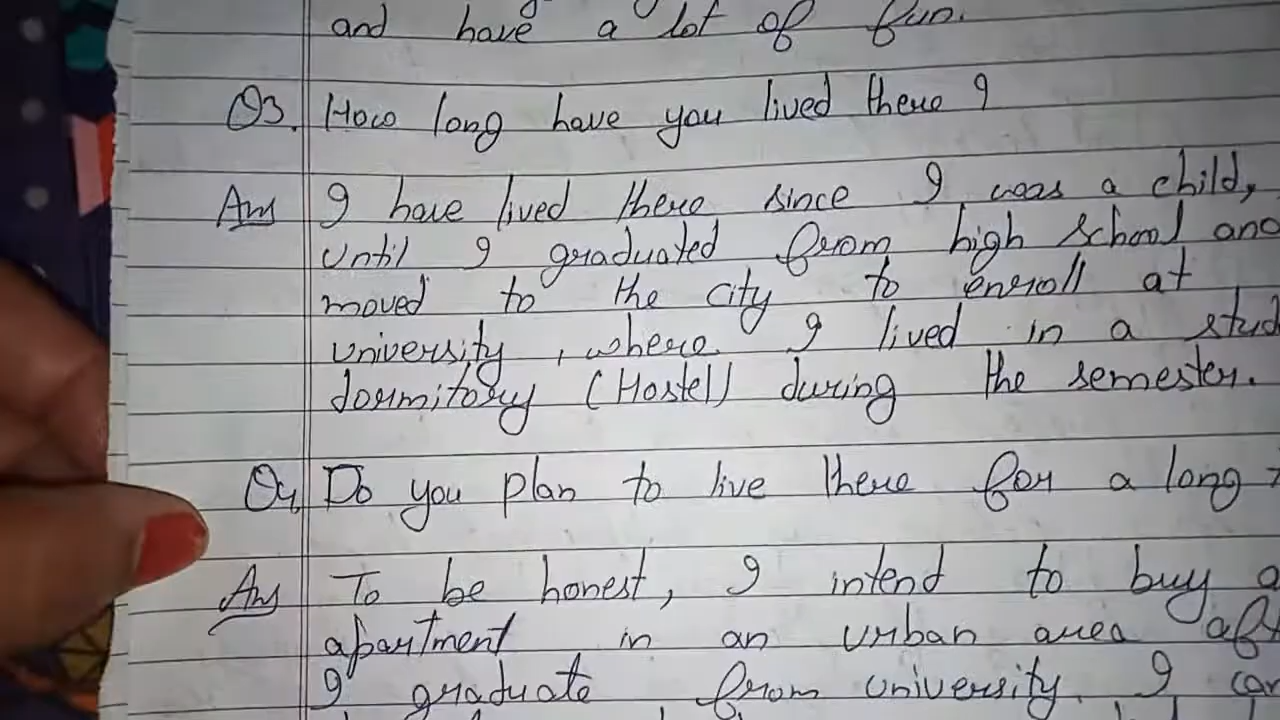 and have a lot of fun.
Q3. How long have you lived there ?
Ans I have lived there since I was a child,
until I graduated from high school and
moved to the city to enroll at
university, where I lived in a stud
dormitory (Hostel) during the semester.
Q4. Do you plan to live there for a long
Ans To be honest, I intend to buy a
apartment in an urban area aft
I graduate from university. I can